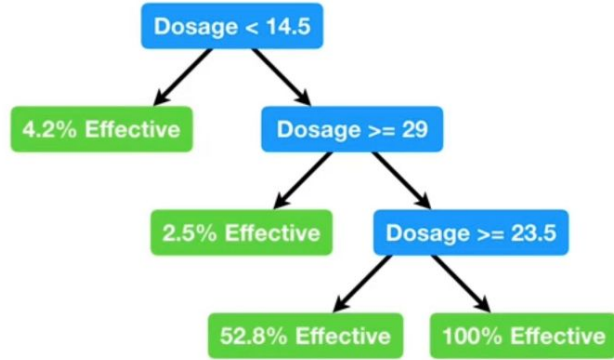 Dosage < 14.5
4.2% Effective
Dosage >= 29
2.5% Effective
Dosage >= 23.5
52.8% Effective
100% Effective